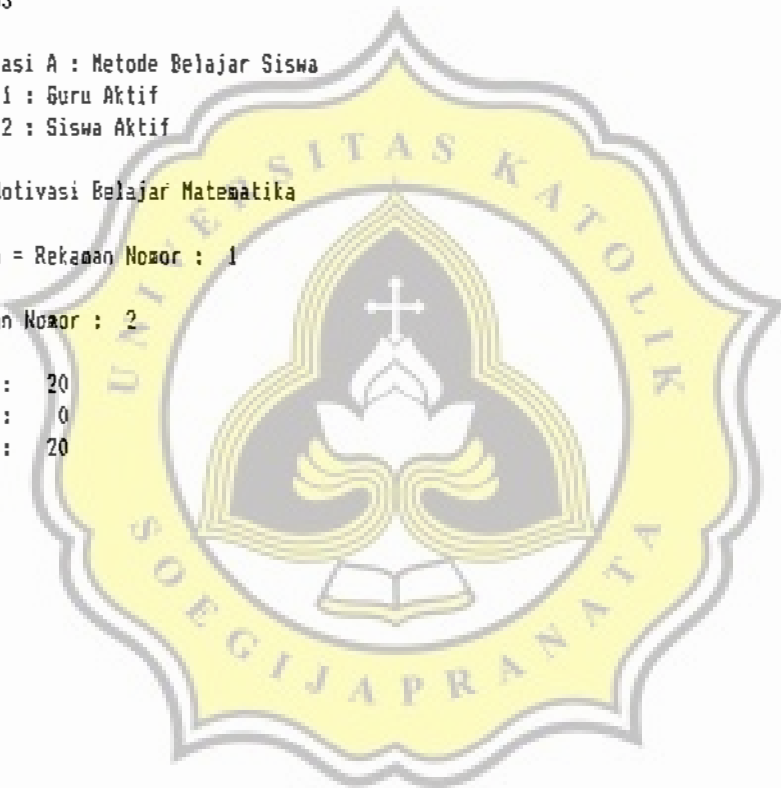 asi A : Metode Belajar Siswa
1 : Guru Aktif
2 : Siswa Aktif
Motivasi Belajar Matematika
= Rekaman Nomor : 1
n Nomor : 2
: 20
: 0
: 20
UNIVERSITAS KATOLIK
SOEGIJAPRANATA